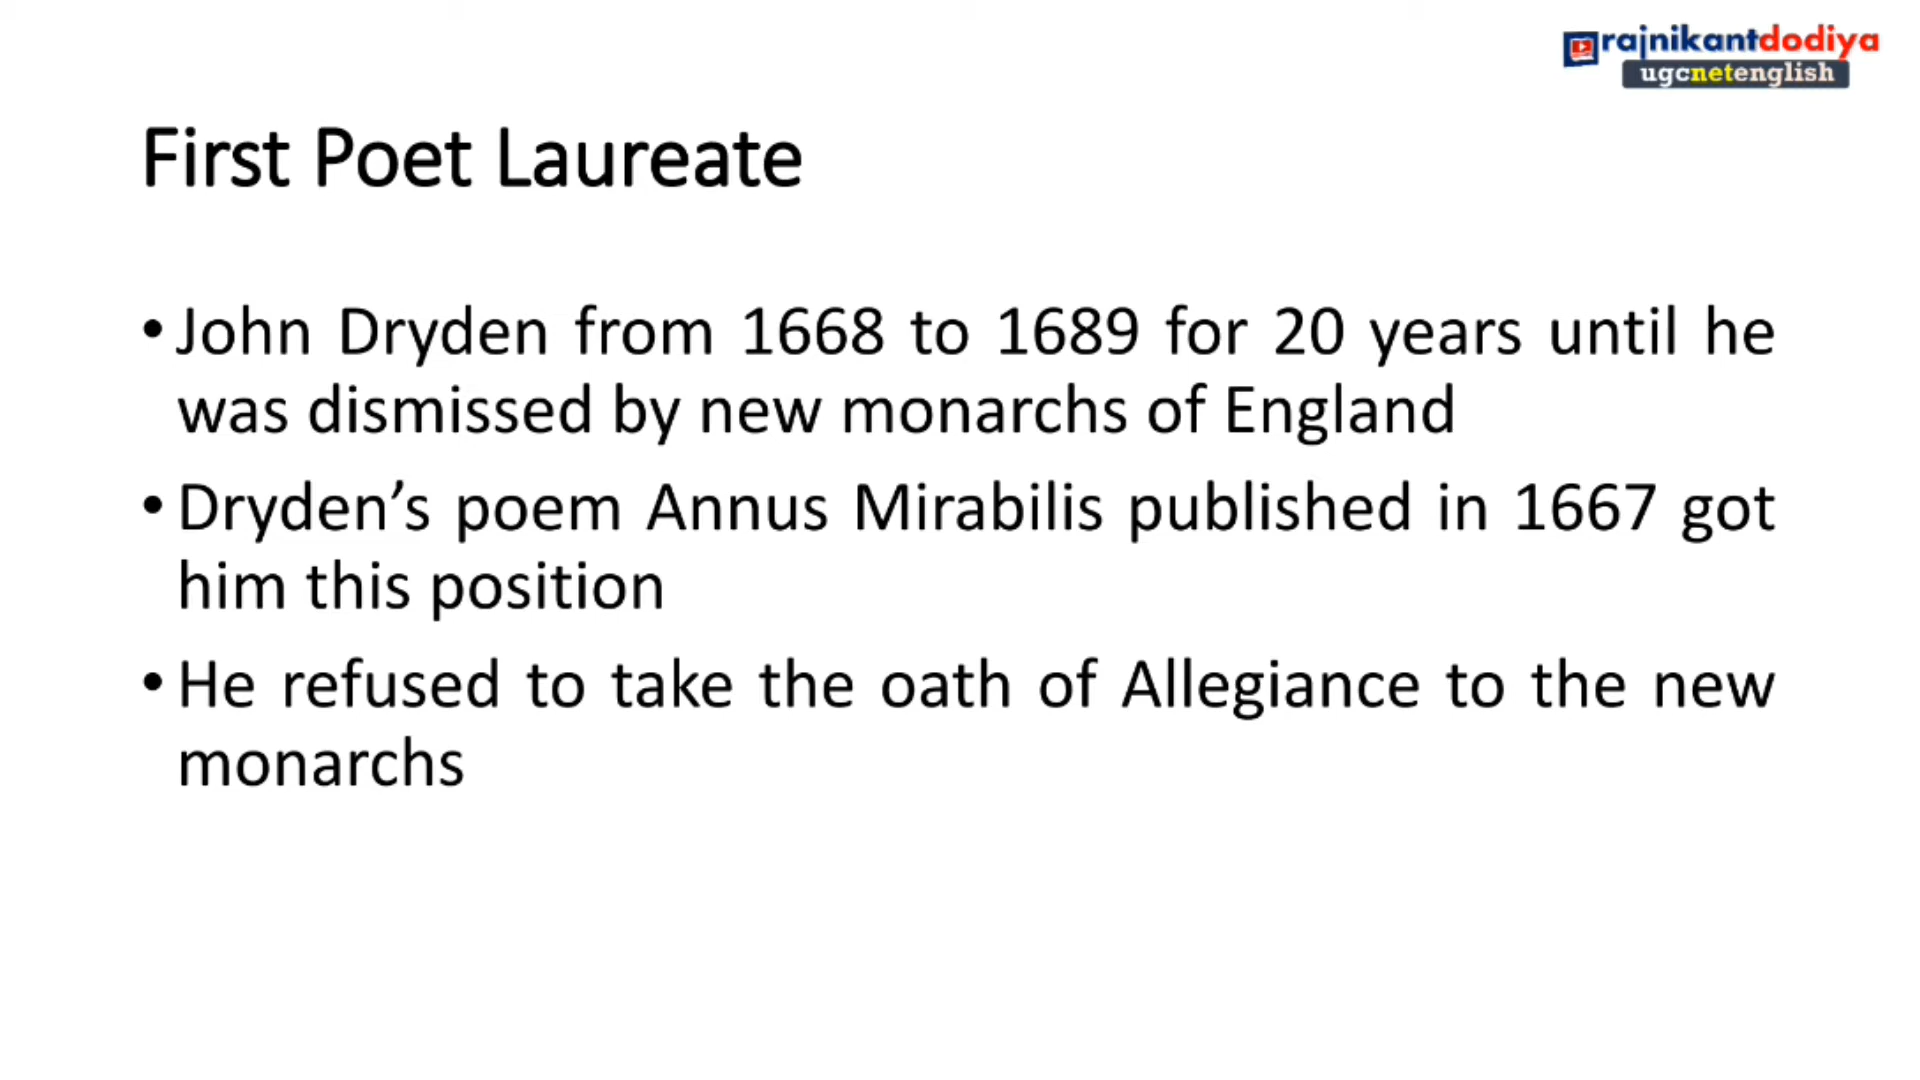 rajnikantdodiya
ugcnetenglish
First Poet Laureate
• John Dryden from 1668 to 1689 for 20 years until he
was dismissed by new monarchs of England
• Dryden’s poem Annus Mirabilis published in 1667 got
him this position
• He refused to take the oath of Allegiance to the new
monarchs